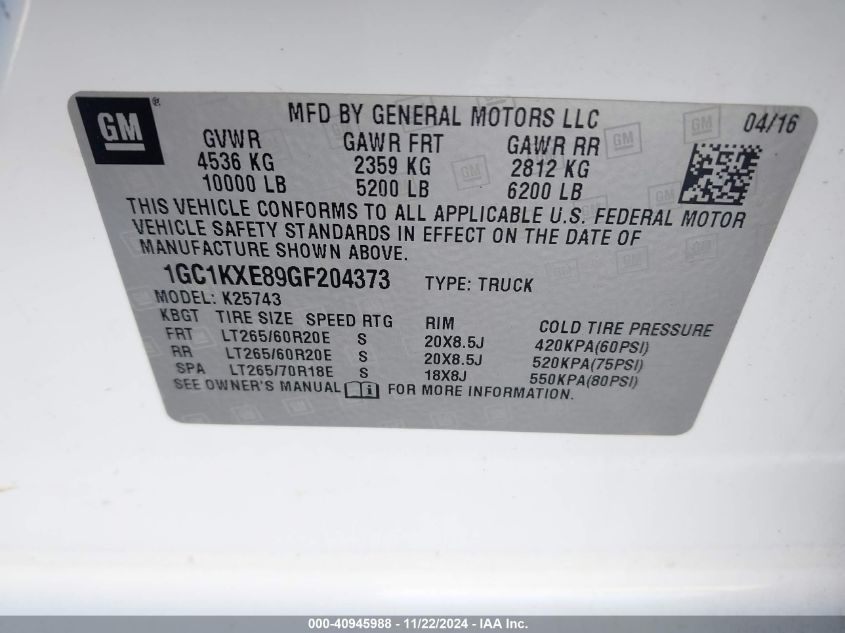 GM ® MFD BY GENERAL MOTORS LLC 04/16
GVWR GAWR FRT GAWR RR
4536 KG 2359 KG 2812 KG
10000 LB 5200 LB 6200 LB
THIS VEHICLE CONFORMS TO ALL APPLICABLE U.S. FEDERAL MOTOR
VEHICLE SAFETY STANDARDS IN EFFECT ON THE DATE OF
MANUFACTURE SHOWN ABOVE.
1GC1KXE89GF204373 TYPE: TRUCK
MODEL: K25743
KBGT TIRE SIZE SPEED RTG RIM COLD TIRE PRESSURE
FRT LT265/60R20E S 20X8.5J 420KPA(60PSI)
RR LT265/60R20E S 20X8.5J 520KPA(75PSI)
SPA LT265/70R18E S 18X8J 550KPA(80PSI)
SEE OWNER'S MANUAL i FOR MORE INFORMATION.
000-40945988 - 11/22/2024 - IAA Inc.